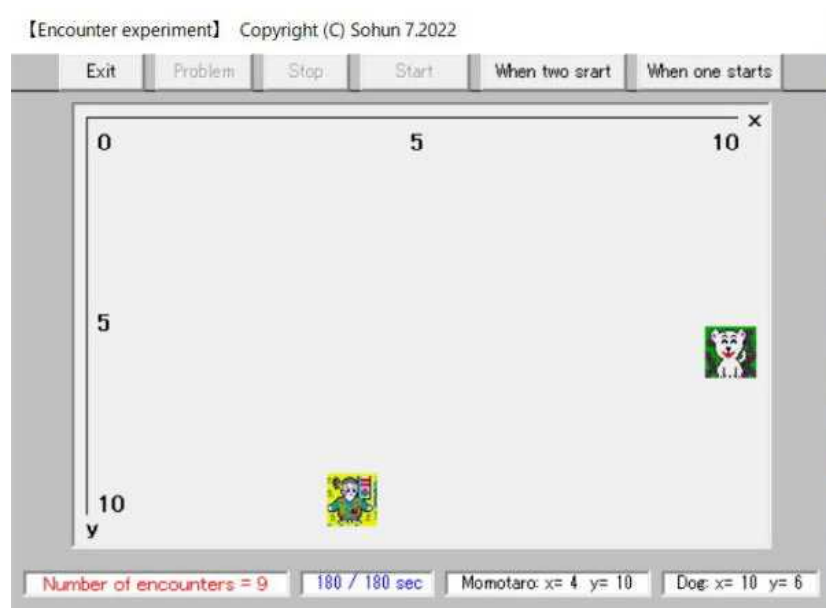 【Encounter experiment】 Copyright (C) Sohun 7.2022
Exit Problem Stop Start When two srart When one starts
x
0 5 10
5
10
y
Number of encounters = 9 180 / 180 sec Momotaro: x= 4 y= 10 Dog: x= 10 y= 6